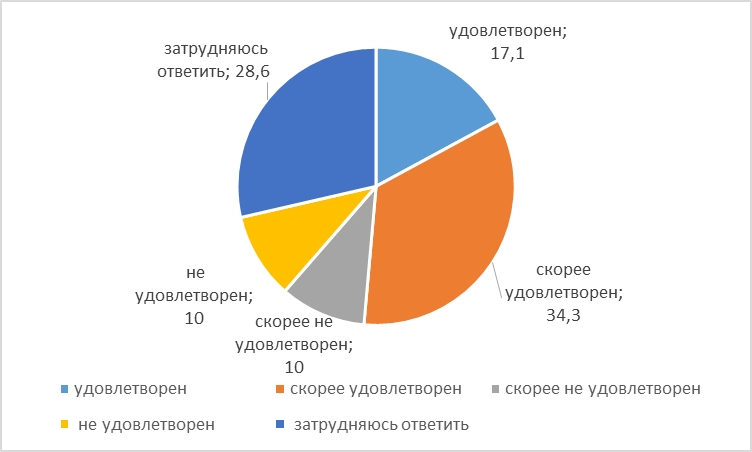 удовлетворен;
17,1
затрудняюсь
ответить; 28,6
скорее
удовлетворен;
34,3
не
удовлетворен;
10
скорее не
удовлетворен;
10
удовлетворен
скорее удовлетворен
скорее не удовлетворен
не удовлетворен
затрудняюсь ответить